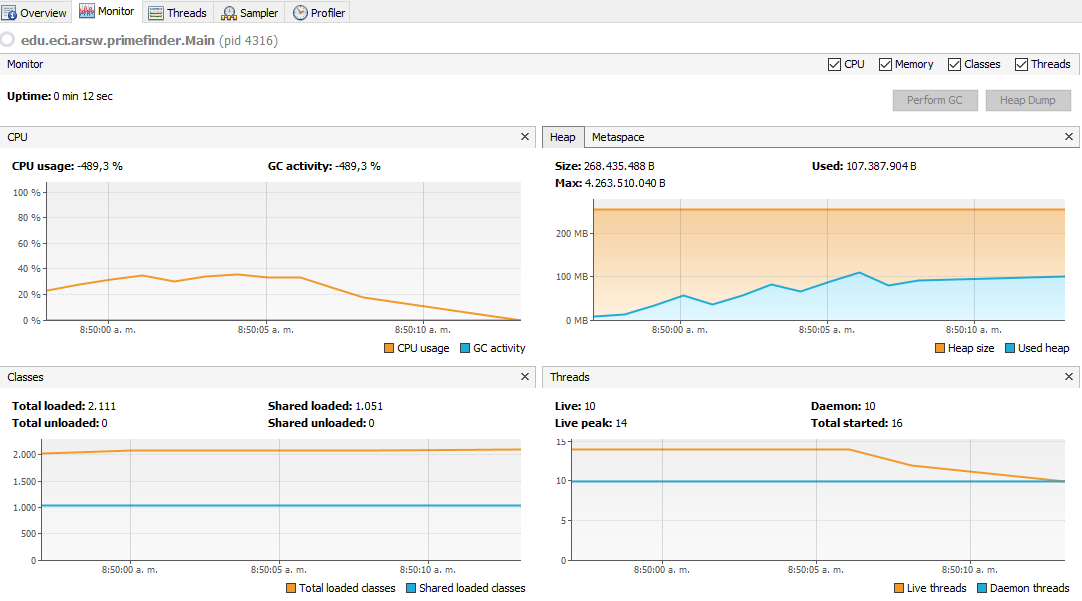 Overview Monitor Threads Sampler Profiler
edu.eci.arsw.primefinder.Main (pid 4316)
Monitor CPU Memory Classes Threads
Uptime: 0 min 12 sec
Perform GC Heap Dump
CPU
CPU usage: -489,3 % GC activity: -489,3 %
100 %
80 %
60 %
40 %
20 %
0 %
8:50:00 a. m. 8:50:05 a. m. 8:50:10 a. m.
CPU usage GC activity
Heap Metaspace
Size: 268.435.488 B Used: 107.387.904 B
Max: 4.263.510.040 B
200 MB
100 MB
0 MB
8:50:00 a. m. 8:50:05 a. m. 8:50:10 a. m.
Heap size Used heap
Classes
Total loaded: 2.111 Shared loaded: 1.051
Total unloaded: 0 Shared unloaded: 0
2.000
1.500
1.000
500
0
8:50:00 a. m. 8:50:05 a. m. 8:50:10 a. m.
Total loaded classes Shared loaded classes
Threads
Live: 10 Daemon: 10
Live peak: 14 Total started: 16
15
10
5
0
8:50:00 a. m. 8:50:05 a. m. 8:50:10 a. m.
Live threads Daemon threads